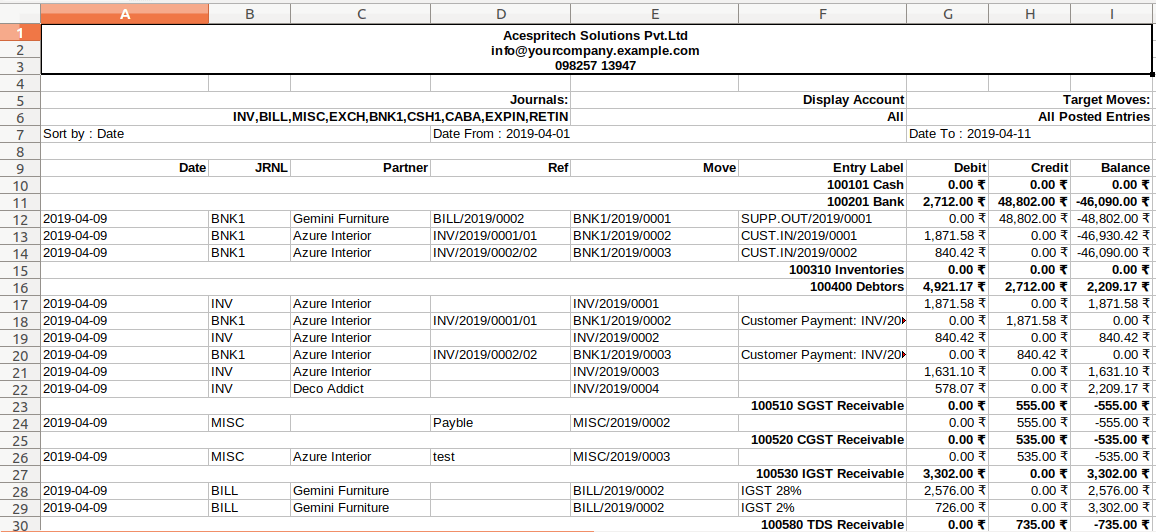 A B C D E F G H I
1 Acespritech Solutions Pvt.Ltd
2 info@yourcompany.example.com
3 098257 13947
4
5 Journals: Display Account Target Moves:
6 INV,BILL,MISC,EXCH,BNK1,CSH1,CABA,EXPIN,RETIN All All Posted Entries
7 Sort by : Date Date From : 2019-04-01 Date To : 2019-04-11
8
9 Date JRNL Partner Ref Move Entry Label Debit Credit Balance
10 100101 Cash 0.00 ₹ 0.00 ₹ 0.00 ₹
11 100201 Bank 2,712.00 ₹ 48,802.00 ₹ -46,090.00 ₹
12 2019-04-09 BNK1 Gemini Furniture BILL/2019/0002 BNK1/2019/0001 SUPP.OUT/2019/0001 0.00 ₹ 48,802.00 ₹ -48,802.00 ₹
13 2019-04-09 BNK1 Azure Interior INV/2019/0001/01 BNK1/2019/0002 CUST.IN/2019/0001 1,871.58 ₹ 0.00 ₹ -46,930.42 ₹
14 2019-04-09 BNK1 Azure Interior INV/2019/0002/02 BNK1/2019/0003 CUST.IN/2019/0002 840.42 ₹ 0.00 ₹ -46,090.00 ₹
15 100310 Inventories 0.00 ₹ 0.00 ₹ 0.00 ₹
16 100400 Debtors 4,921.17 ₹ 2,712.00 ₹ 2,209.17 ₹
17 2019-04-09 INV Azure Interior INV/2019/0001 1,871.58 ₹ 0.00 ₹ 1,871.58 ₹
18 2019-04-09 BNK1 Azure Interior INV/2019/0001/01 BNK1/2019/0002 Customer Payment: INV/20 0.00 ₹ 1,871.58 ₹ 0.00 ₹
19 2019-04-09 INV Azure Interior INV/2019/0002 840.42 ₹ 0.00 ₹ 840.42 ₹
20 2019-04-09 BNK1 Azure Interior INV/2019/0002/02 BNK1/2019/0003 Customer Payment: INV/20 0.00 ₹ 840.42 ₹ 0.00 ₹
21 2019-04-09 INV Azure Interior INV/2019/0003 1,631.10 ₹ 0.00 ₹ 1,631.10 ₹
22 2019-04-09 INV Deco Addict INV/2019/0004 578.07 ₹ 0.00 ₹ 2,209.17 ₹
23 100510 SGST Receivable 0.00 ₹ 555.00 ₹ -555.00 ₹
24 2019-04-09 MISC Payble MISC/2019/0002 0.00 ₹ 555.00 ₹ -555.00 ₹
25 100520 CGST Receivable 0.00 ₹ 535.00 ₹ -535.00 ₹
26 2019-04-09 MISC Azure Interior test MISC/2019/0003 0.00 ₹ 535.00 ₹ -535.00 ₹
27 100530 IGST Receivable 3,302.00 ₹ 0.00 ₹ 3,302.00 ₹
28 2019-04-09 BILL Gemini Furniture BILL/2019/0002 IGST 28% 2,576.00 ₹ 0.00 ₹ 2,576.00 ₹
29 2019-04-09 BILL Gemini Furniture BILL/2019/0002 IGST 2% 726.00 ₹ 0.00 ₹ 3,302.00 ₹
30 100580 TDS Receivable 0.00 ₹ 735.00 ₹ -735.00 ₹